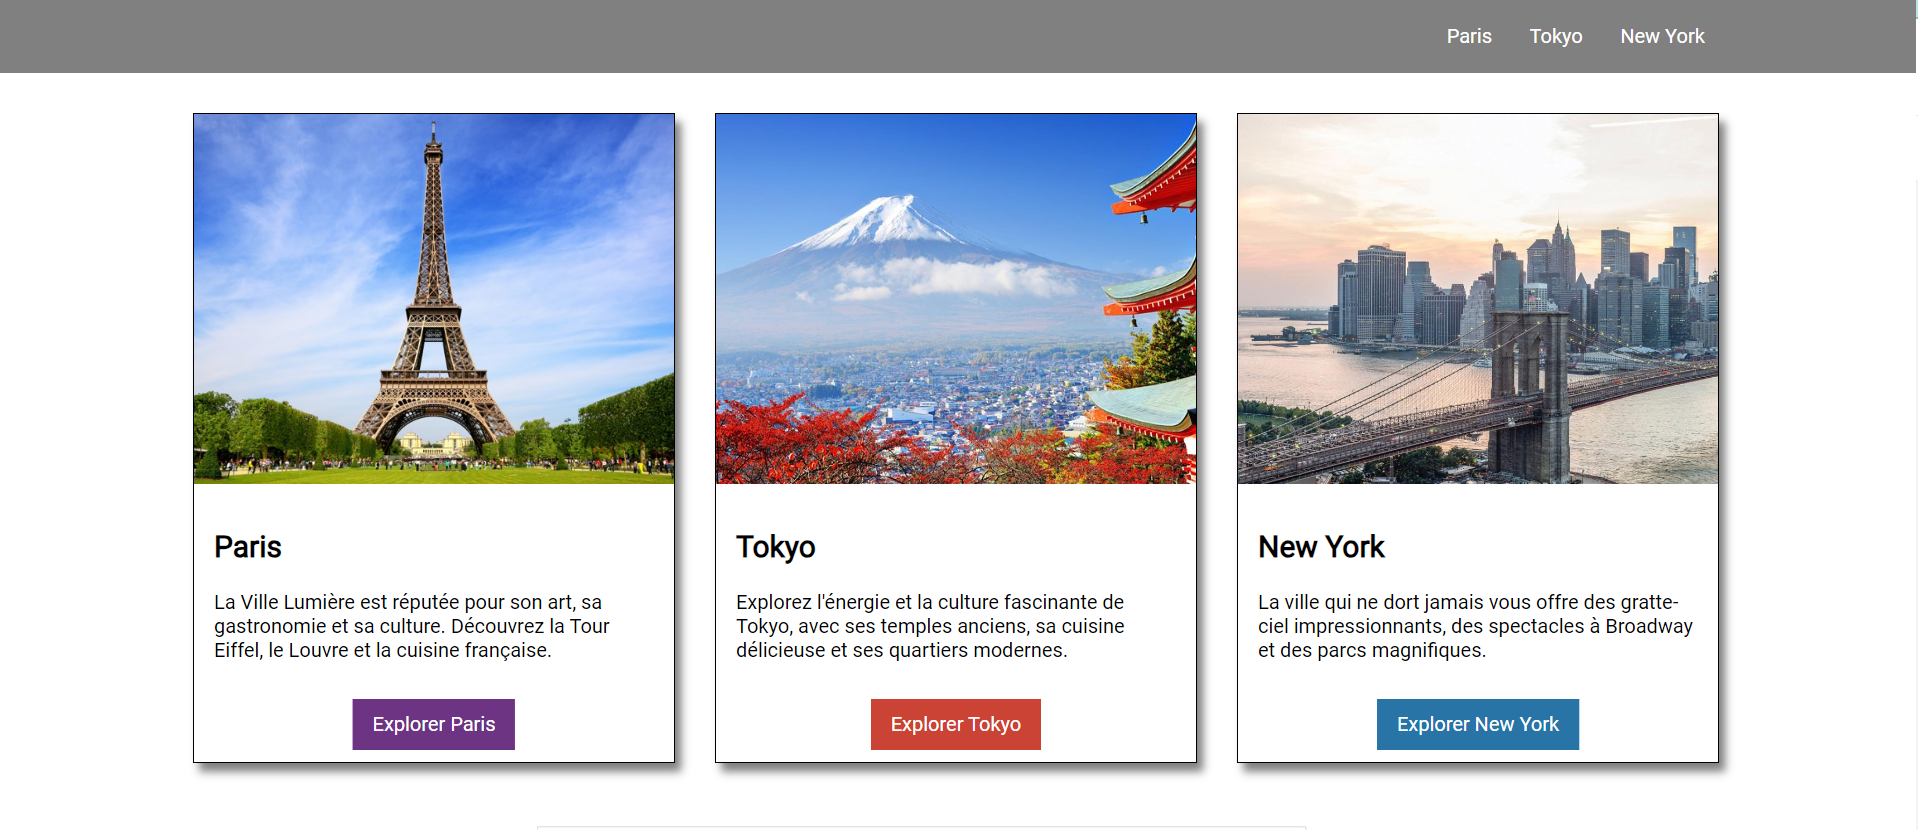 Paris Tokyo New York
Paris
La Ville Lumière est réputée pour son art, sa
gastronomie et sa culture. Découvrez la Tour
Eiffel, le Louvre et la cuisine française.
Explorer Paris
Tokyo
Explorez l'énergie et la culture fascinante de
Tokyo, avec ses temples anciens, sa cuisine
délicieuse et ses quartiers modernes.
Explorer Tokyo
New York
La ville qui ne dort jamais vous offre des gratte-
ciel impressionnants, des spectacles à Broadway
et des parcs magnifiques.
Explorer New York